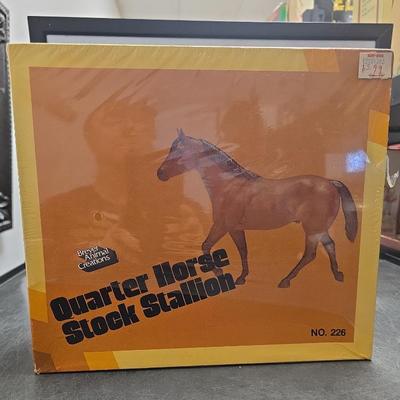 Breyer
Animal
Creations
Quarter Horse
Stock Stallion
NO. 226